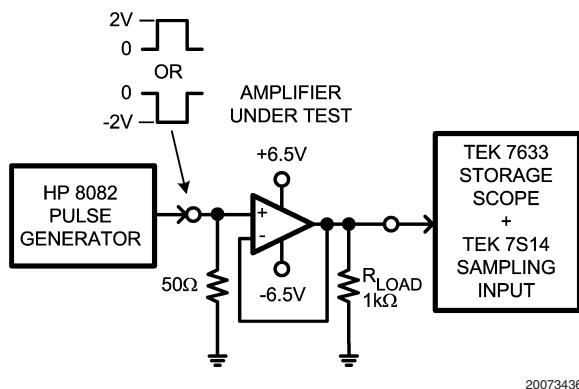 2V
0
OR
0
-2V
AMPLIFIER
UNDER TEST
HP 8082
PULSE
GENERATOR
+6.5V
+
-
-6.5V
50Ω
RLOAD
1kΩ
TEK 7633
STORAGE
SCOPE
+
TEK 7S14
SAMPLING
INPUT
20073436